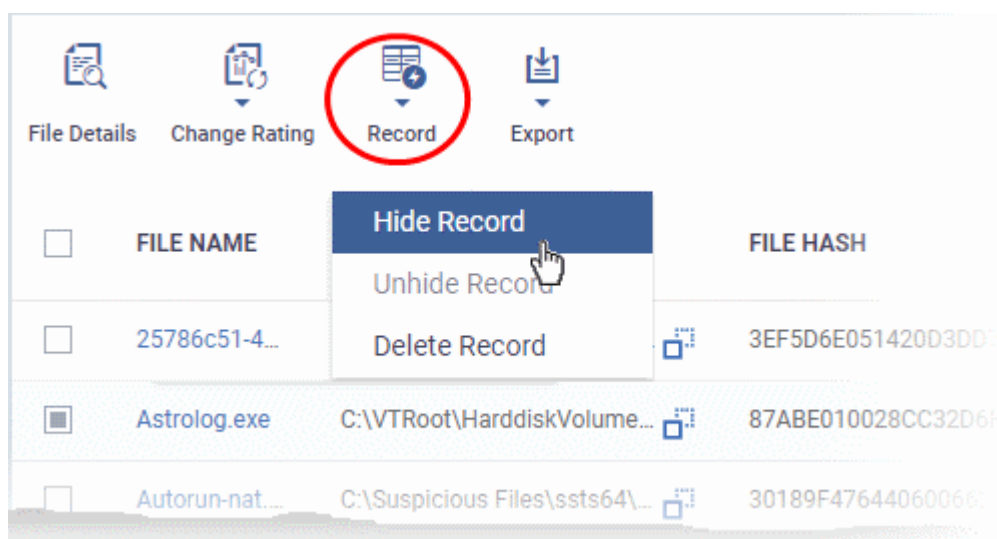 File Details Change Rating Record Export
Hide Record
FILE NAME FILE HASH
Unhide Record
25786c51-4... Delete Record 3EF5D6E051420D3DD
Astrolog.exe C:\VTRoot\HarddiskVolume... 87ABE010028CC32D6
Autorun-nat.... C:\Suspicious Files\ssts64\... 30189F4764406006